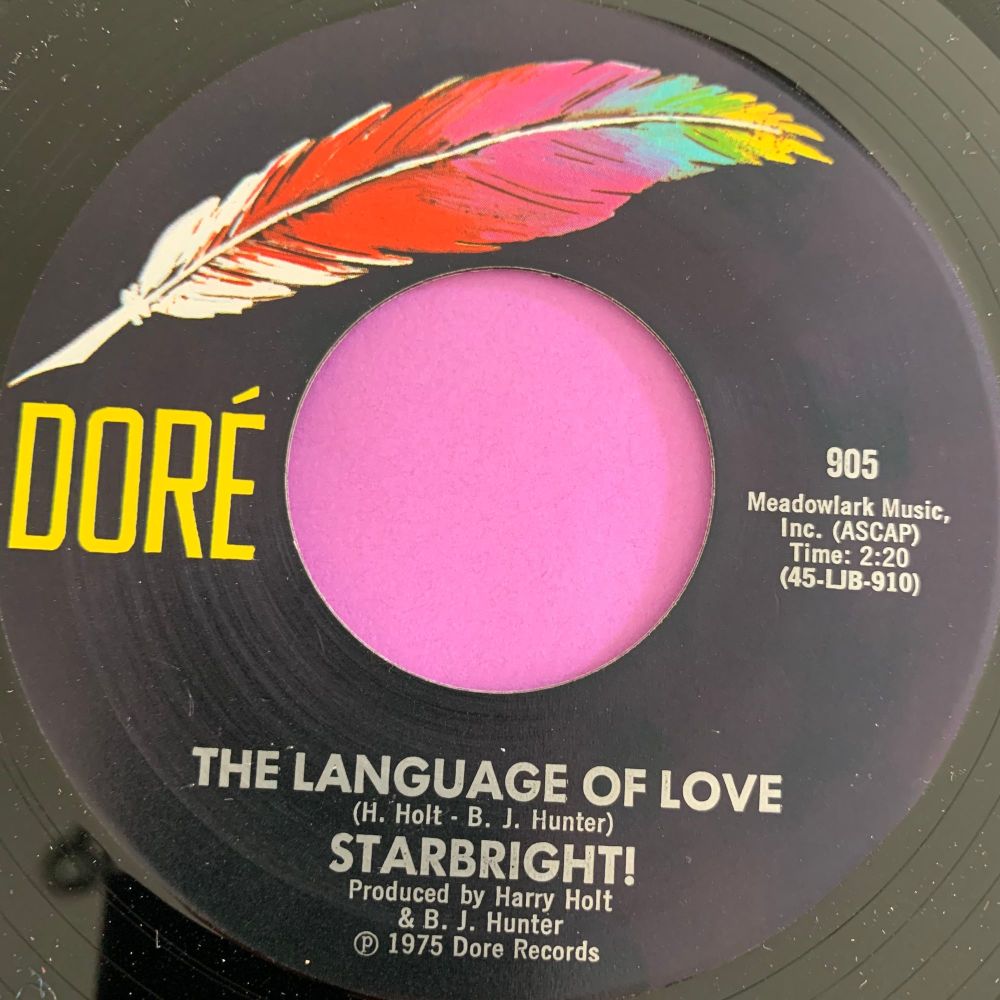 DORÉ
905
Meadowlark Music,
Inc. (ASCAP)
Time: 2:20
(45-LJB-910)
THE LANGUAGE OF LOVE
(H. Holt - B. J. Hunter)
STARBRIGHT!
Produced by Harry Holt
& B. J. Hunter
℗ 1975 Dore Records